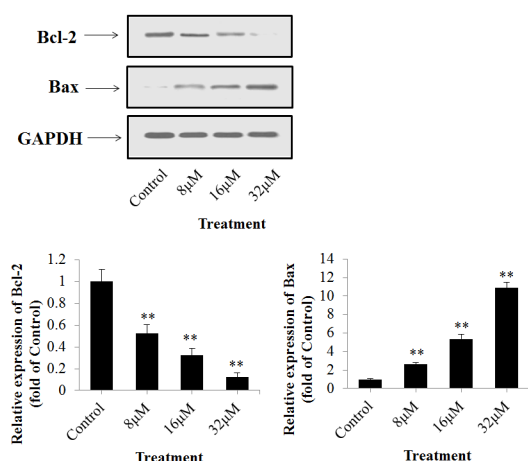 Bcl-2
Bax
GAPDH
Control 8μM 16μM 32μM
Treatment
Relative expression of Bcl-2
(fold of Control)
1.2
1
0.8
0.6
0.4
0.2
0
** ** **
Control 8μM 16μM 32μM
Treatment
Relative expression of Bax
(fold of Control)
14
12
10
8
6
4
2
0
** ** **
Control 8μM 16μM 32μM
Treatment